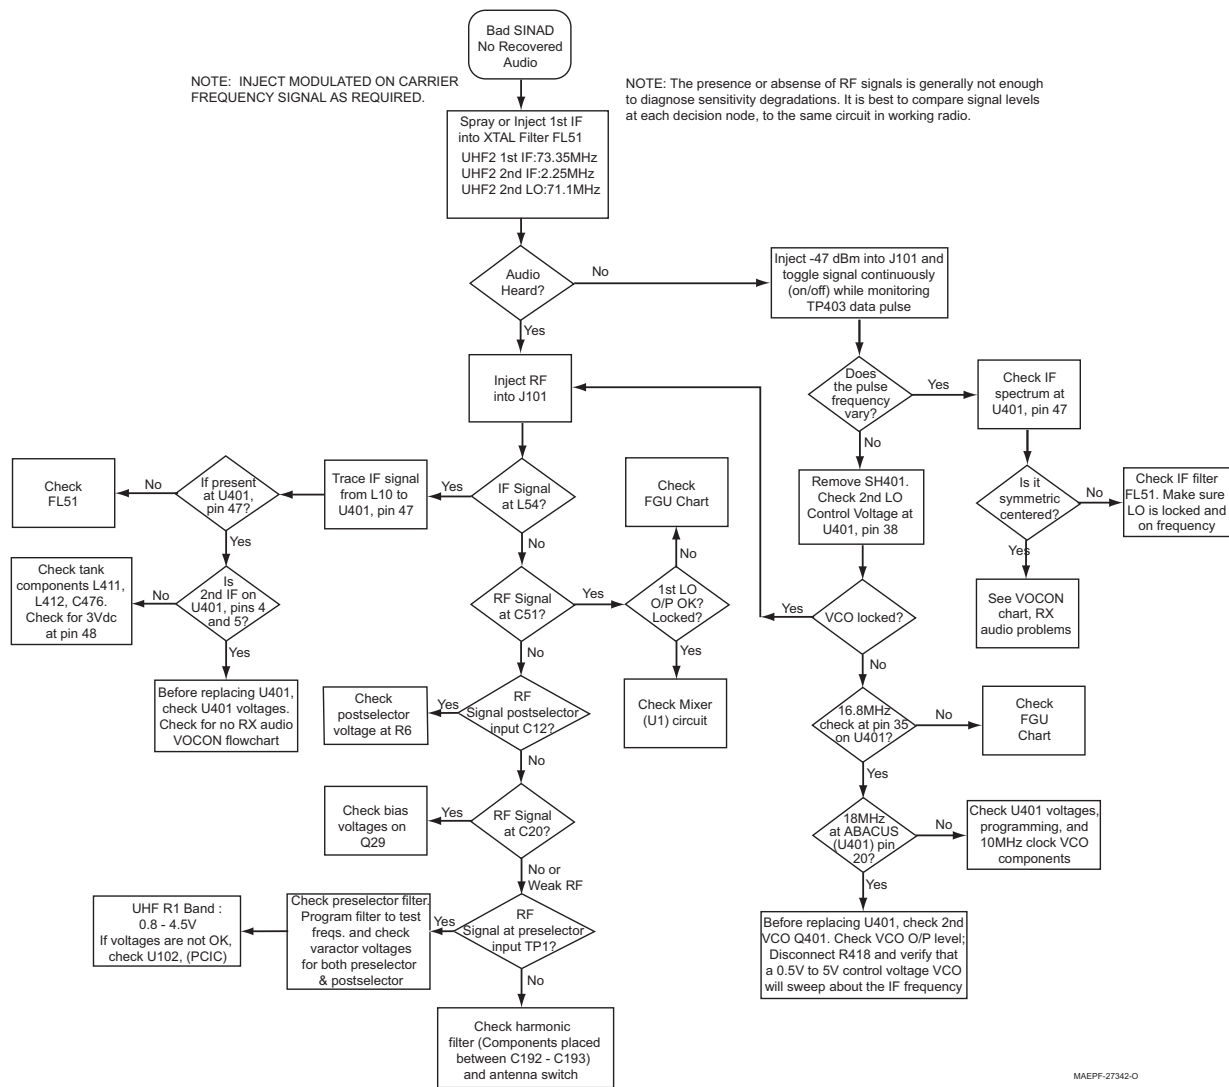 Bad SINAD
No Recovered
Audio
NOTE: INJECT MODULATED ON CARRIER
FREQUENCY SIGNAL AS REQUIRED.
NOTE: The presence or absense of RF signals is generally not enough
to diagnose sensitivity degradations. It is best to compare signal levels
at each decision node, to the same circuit in working radio.
Spray or Inject 1st IF
into XTAL Filter FL51
UHF2 1st IF:73.35MHz
UHF2 2nd IF:2.25MHz
UHF2 2nd LO:71.1MHz
Audio
Heard?
No
Yes
Inject -47 dBm into J101 and
toggle signal continuously
(on/off) while monitoring
TP403 data pulse
Inject RF
into J101
Does
the pulse
frequency
vary?
Yes
No
Check IF
spectrum at
U401, pin 47
Check
FL51
No
If present
at U401,
pin 47?
Yes
Trace IF signal
from L10 to
U401, pin 47
Yes
IF Signal
at L54?
No
Check
FGU Chart
No
Remove SH401.
Check 2nd LO
Control Voltage at
U401, pin 38
Is it
symmetric
centered?
No
Yes
Check IF filter
FL51. Make sure
LO is locked and
on frequency
Check tank
components L411,
L412, C476.
Check for 3Vdc
at pin 48
No
Is
2nd IF on
U401, pins 4
and 5?
Yes
RF Signal
at C51?
Yes
No
1st LO
O/P OK?
Locked?
Yes
Yes
VCO locked?
No
See VOCON
chart, RX
audio problems
Before replacing U401,
check U401 voltages.
Check for no RX audio
VOCON flowchart
Check
postselector
voltage at R6
Yes
RF
Signal postselector
input C12?
No
Check Mixer
(U1) circuit
16.8MHz
check at pin 35
on U401?
No
Yes
Check
FGU
Chart
Check bias
voltages on
Q29
Yes
RF Signal
at C20?
No or
Weak RF
18MHz
at ABACUS
(U401) pin
20?
No
Yes
Check U401 voltages,
programming, and
10MHz clock VCO
components
UHF R1 Band :
0.8 - 4.5V
If voltages are not OK,
check U102, (PCIC)
Check preselector filter.
Program filter to test
freqs. and check
varactor voltages
for both preselector
& postselector
Yes
RF
Signal at preselector
input TP1?
No
Before replacing U401, check 2nd
VCO Q401. Check VCO O/P level;
Disconnect R418 and verify that
a 0.5V to 5V control voltage VCO
will sweep about the IF frequency
Check harmonic
filter (Components placed
between C192 - C193)
and antenna switch
MAEPF-27342-O